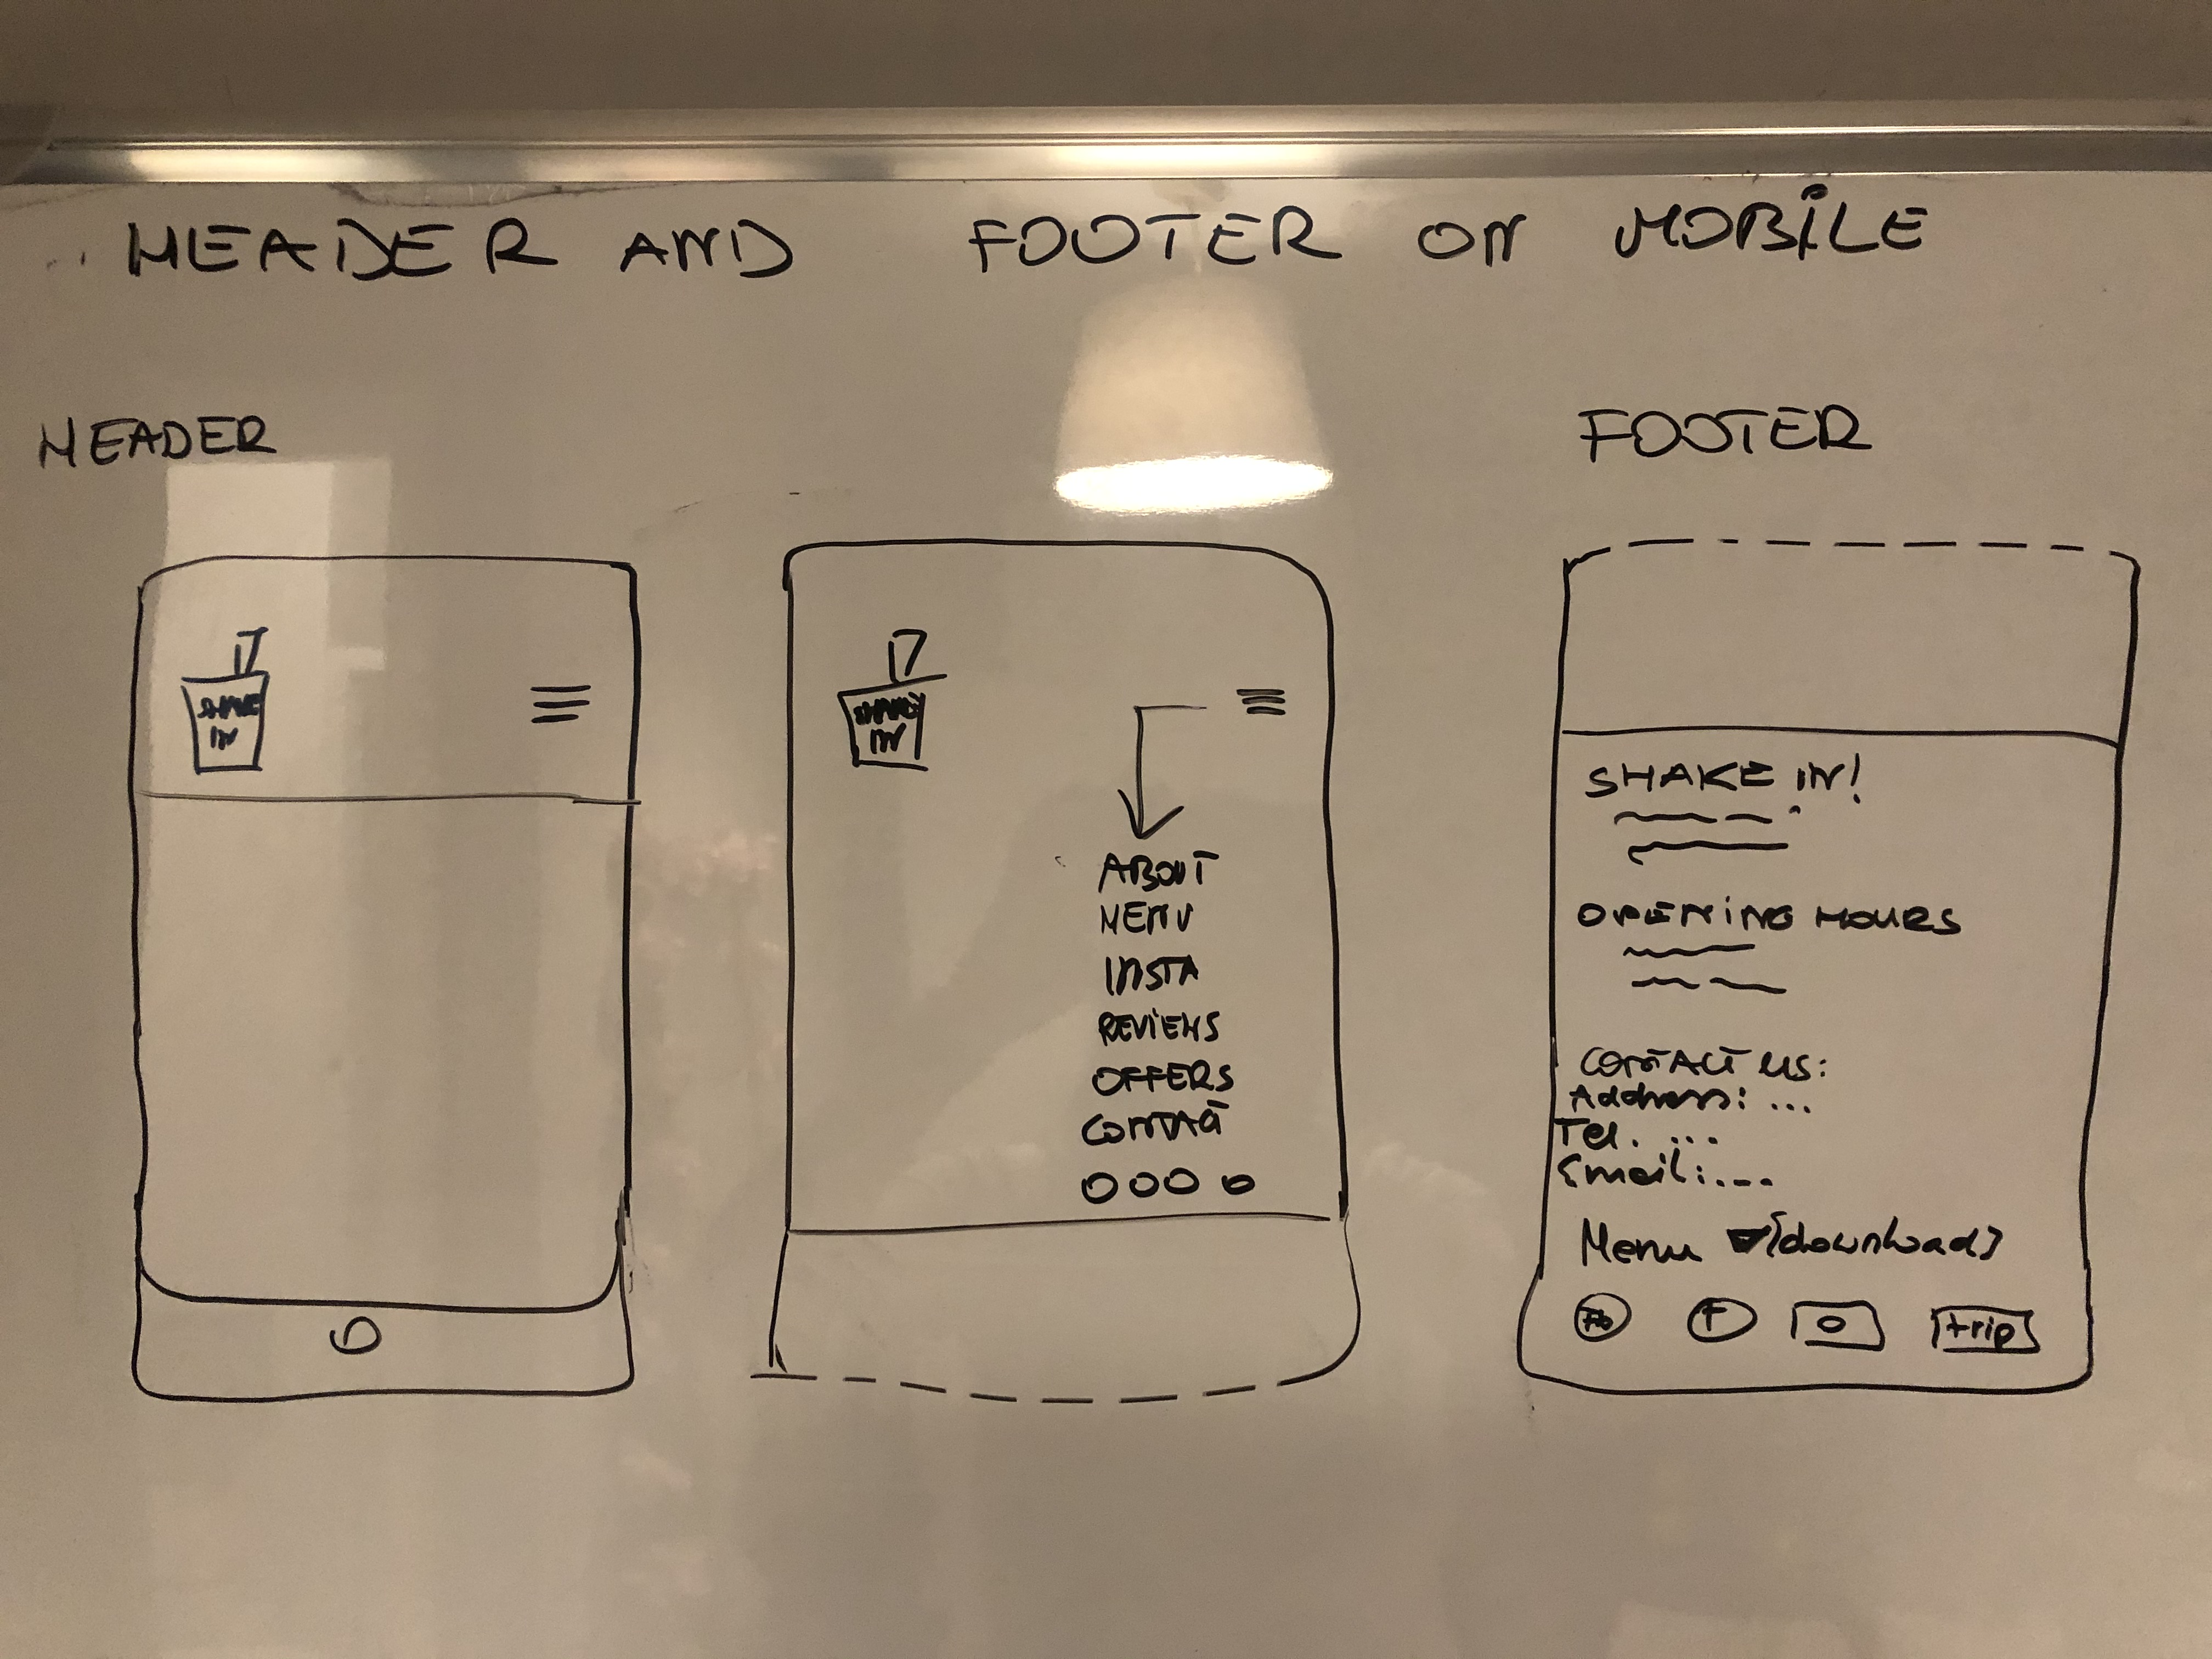 HEADER AND FOOTER ON MOBILE
HEADER
FOOTER
SHAKE
IN
SHAKE
IN
ABOUT
MENU
INSTA
REVIEWS
OFFERS
CONTACT
SHAKE IN!
OPENING HOURS
CONTACT US:
Address: ...
Tel. ...
Email: ...
Menu {download}
Fb T trip